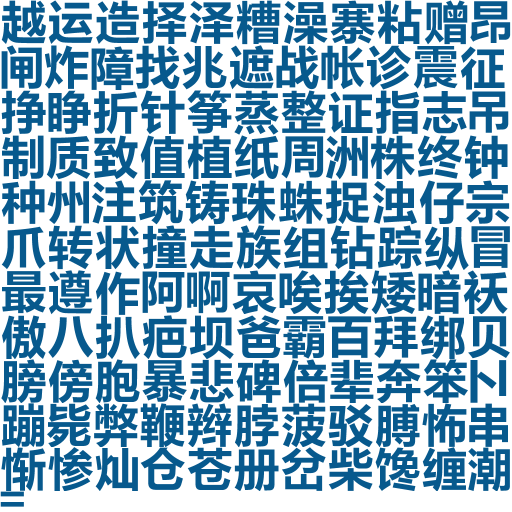 越运造择泽糟澡寨粘赠昂
闸炸障找兆遮战帐诊震征
挣睁折针筝蒸整证指志吊
制质致值植纸周洲株终钟
种州注筑铸珠蛛捉浊仔宗
爪转状撞走族组钻踪纵冒
最遵作阿啊哀唉挨矮暗袄
傲八扒疤坝爸霸百拜绑贝
膀傍胞暴悲碑倍辈奔笨卜
蹦毙弊鞭辫脖菠驳膊怖串
惭惨灿仓苍册岔柴馋缠潮